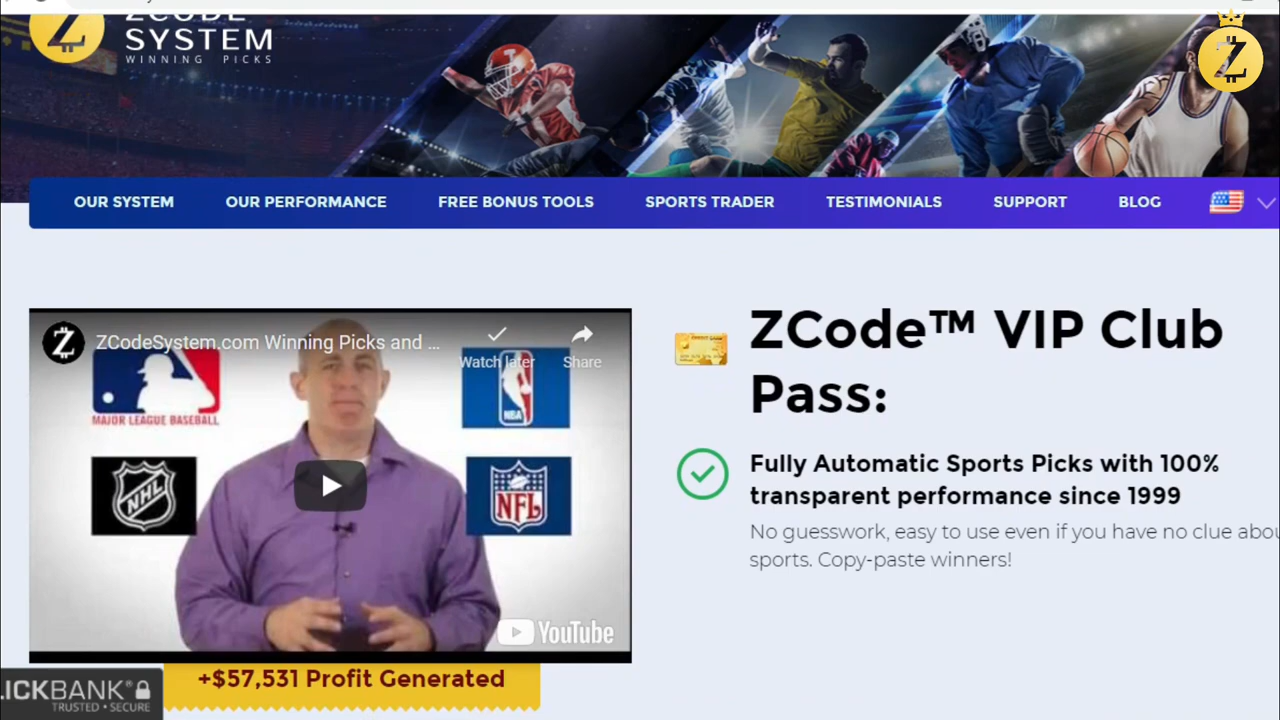 ZCODE
SYSTEM
WINNING PICKS
OUR SYSTEM
OUR PERFORMANCE
FREE BONUS TOOLS
SPORTS TRADER
TESTIMONIALS
SUPPORT
BLOG
ZCodeSystem.com Winning Picks and ...
Watch later
Share
MAJOR LEAGUE BASEBALL
NBA
NHL
NFL
YouTube
ZCode™ VIP Club
Pass:
Fully Automatic Sports Picks with 100%
transparent performance since 1999
No guesswork, easy to use even if you have no clue abou
sports. Copy-paste winners!
+$57,531 Profit Generated
LICKBANK®
TRUSTED • SECURE